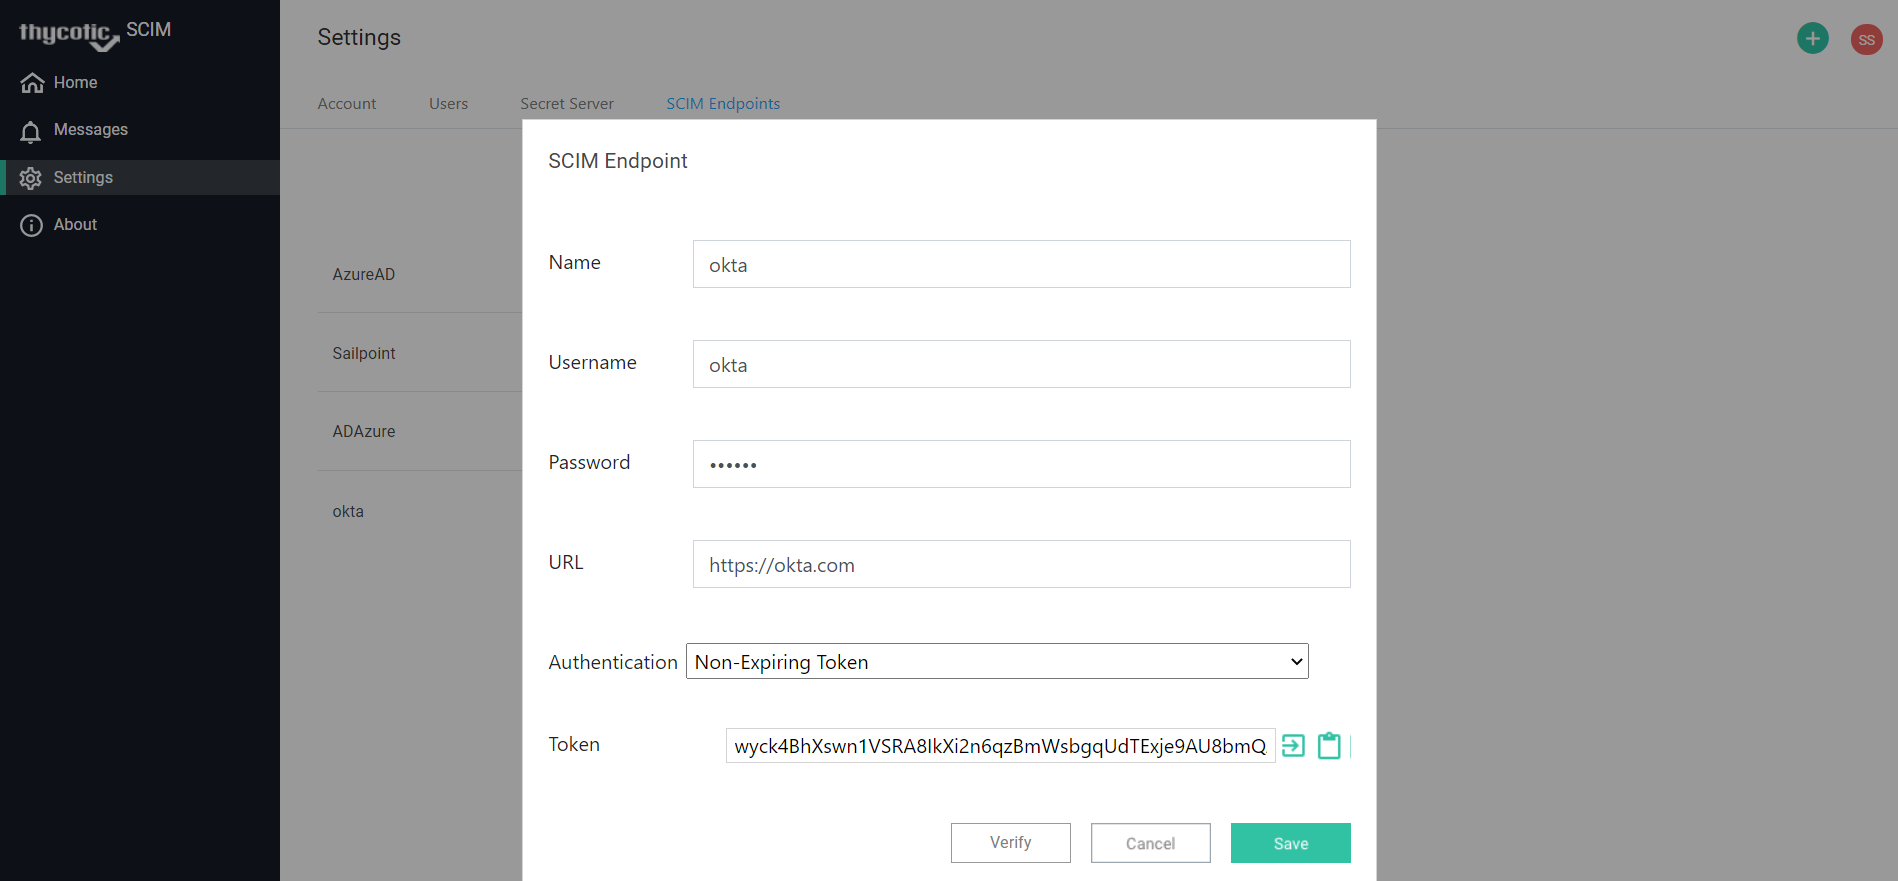 thycotic SCIM
Home
Messages
Settings
About
Settings
SS
Account Users Secret Server SCIM Endpoints
AzureAD
Sailpoint
ADAzure
okta
SCIM Endpoint
Name okta
Username okta
Password ••••••
URL https://okta.com
Authentication Non-Expiring Token
Token wyck4BhXswn1VSRA8IkXi2n6qzBmWsbgqUdTExje9AU8bmQ
Verify Cancel Save